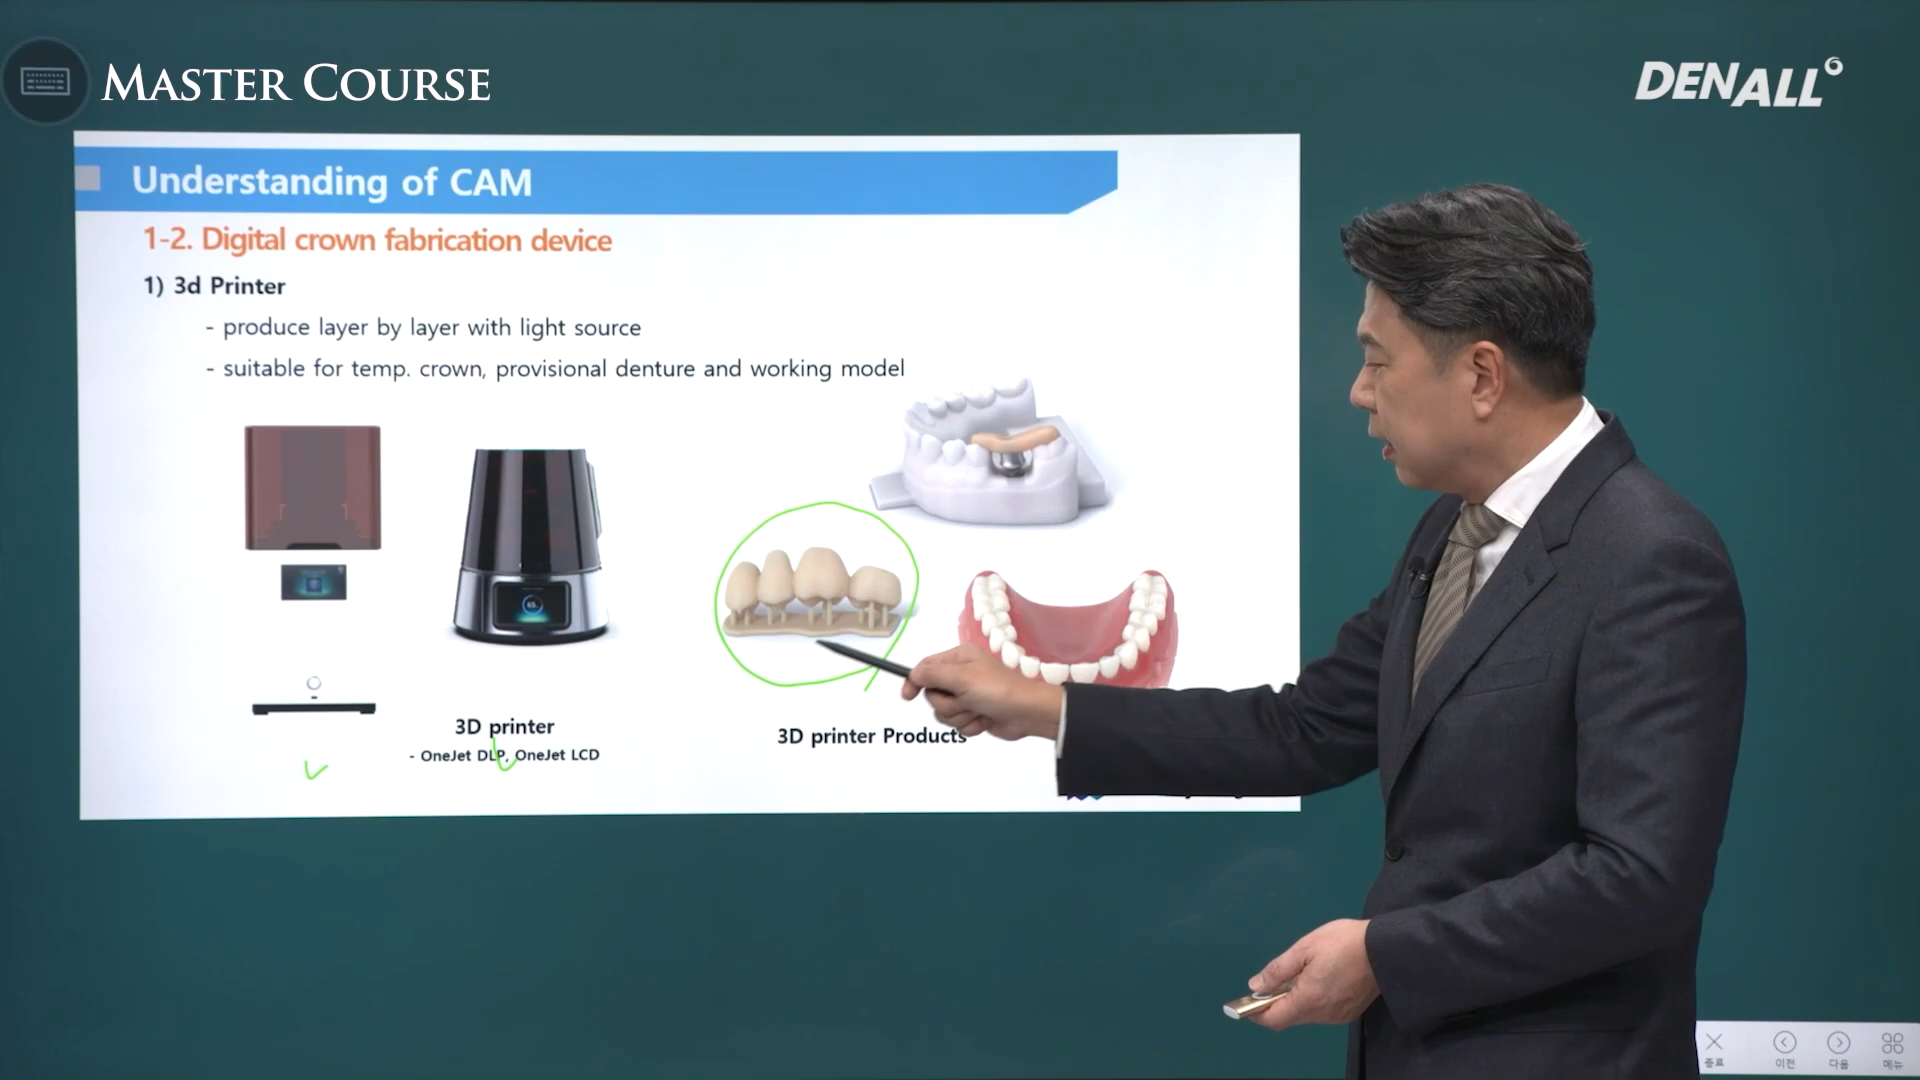 MASTER COURSE
DENALL
Understanding of CAM
1-2. Digital crown fabrication device
1) 3d Printer
- produce layer by layer with light source
- suitable for temp. crown, provisional denture and working model
3D printer
- OneJet DLP, OneJet LCD
3D printer Products
종료
이전
다음
메뉴